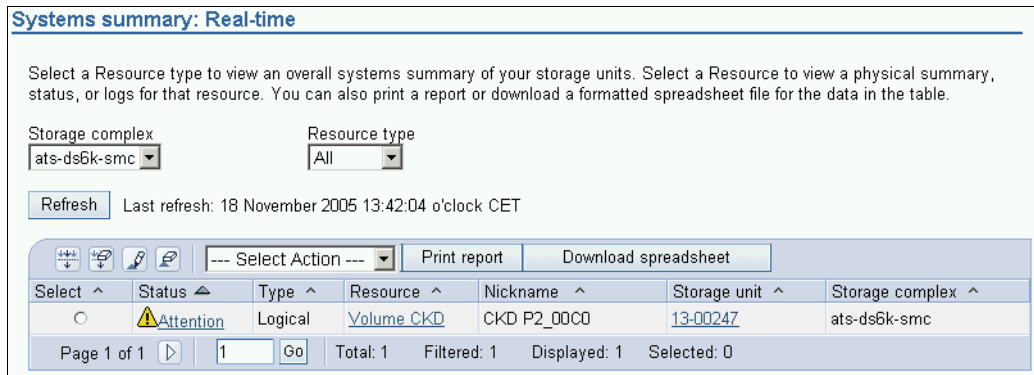 Systems summary: Real-time
Select a Resource type to view an overall systems summary of your storage units. Select a Resource to view a physical summary,
status, or logs for that resource. You can also print a report or download a formatted spreadsheet file for the data in the table.
Storage complex Resource type
ats-ds6k-smc All
Refresh Last refresh: 18 November 2005 13:42:04 o'clock CET
--- Select Action --- Print report Download spreadsheet
Select ^ Status Type ^ Resource ^ Nickname ^ Storage unit ^ Storage complex ^
Attention Logical Volume CKD CKD P2_00C0 13-00247 ats-ds6k-smc
Page 1 of 1 1 Go Total: 1 Filtered: 1 Displayed: 1 Selected: 0